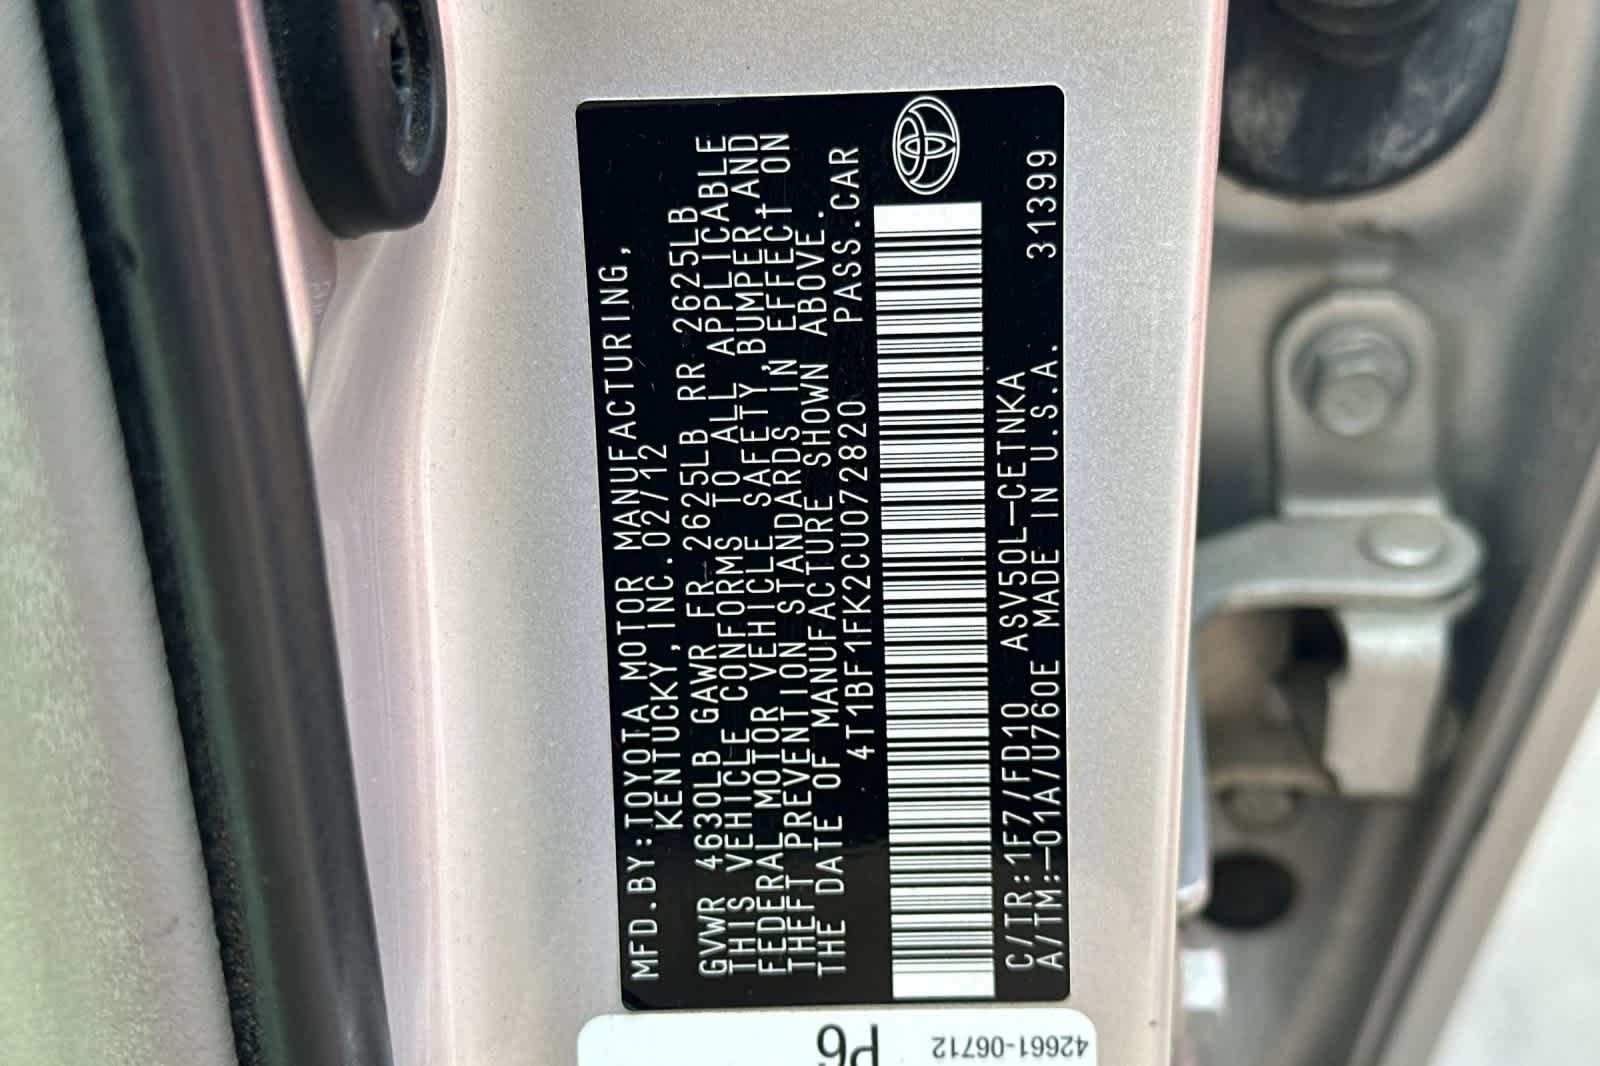 MFD.BY:TOYOTA MOTOR MANUFACTURING,
KENTUCKY,INC.02/12
GVWR 4630LB GAWR FR 2625LB RR 2625LB
THIS VEHICLE CONFORMS TO ALL APPLICABLE
FEDERAL MOTOR VEHICLE SAFETY,BUMPER,AND
THEFT PREVENTION STANDARDS IN EFFECT ON
THE DATE OF MANUFACTURE SHOWN ABOVE.
4T1BF1FK2CU072820 PASS.CAR
C/TR:1F7/FD10 ASV50L-CETNKA 31399
A/TM:-01A/U760E MADE IN U.S.A.
42661-06712
P6